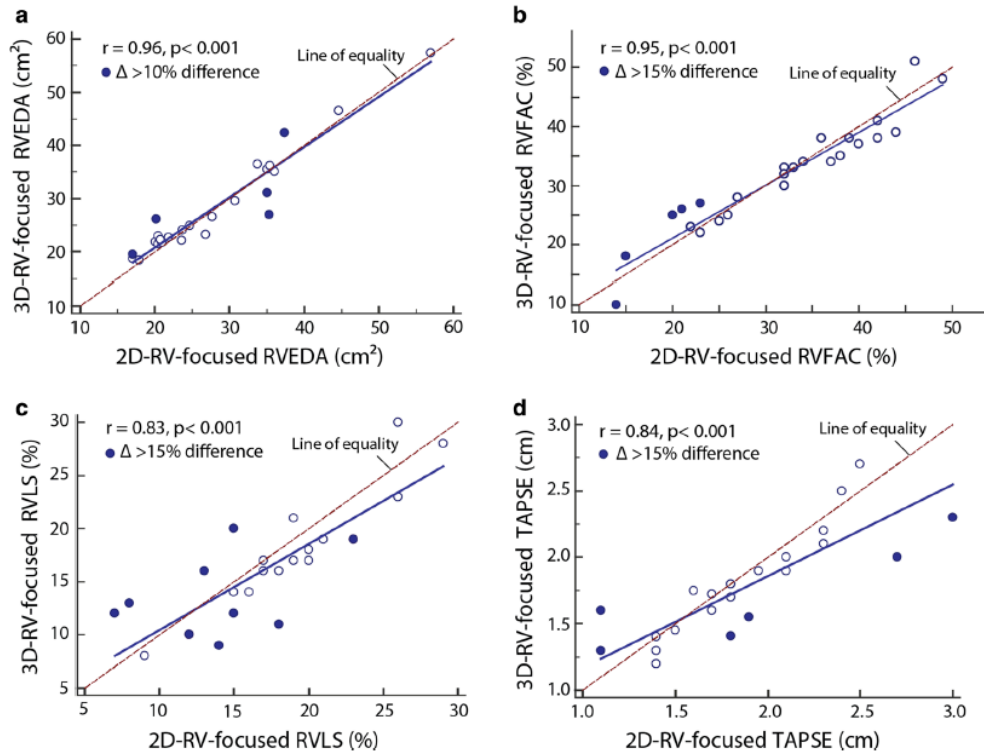 a
r = 0.96, p< 0.001
Δ >10% difference
Line of equality
60
50
40
30
20
10
3D-RV-focused RVEDA (cm²)
10 20 30 40 50 60
2D-RV-focused RVEDA (cm²)
b
r = 0.95, p< 0.001
Δ >15% difference
Line of equality
50
40
30
20
10
3D-RV-focused RVFAC (%)
10 20 30 40 50
2D-RV-focused RVFAC (%)
c
r = 0.83, p< 0.001
Δ >15% difference
Line of equality
30
25
20
15
10
5
3D-RV-focused RVLS (%)
5 10 15 20 25 30
2D-RV-focused RVLS (%)
d
r = 0.84, p< 0.001
Δ >15% difference
Line of equality
3.0
2.5
2.0
1.5
1.0
3D-RV-focused TAPSE (cm)
1.0 1.5 2.0 2.5 3.0
2D-RV-focused TAPSE (cm)